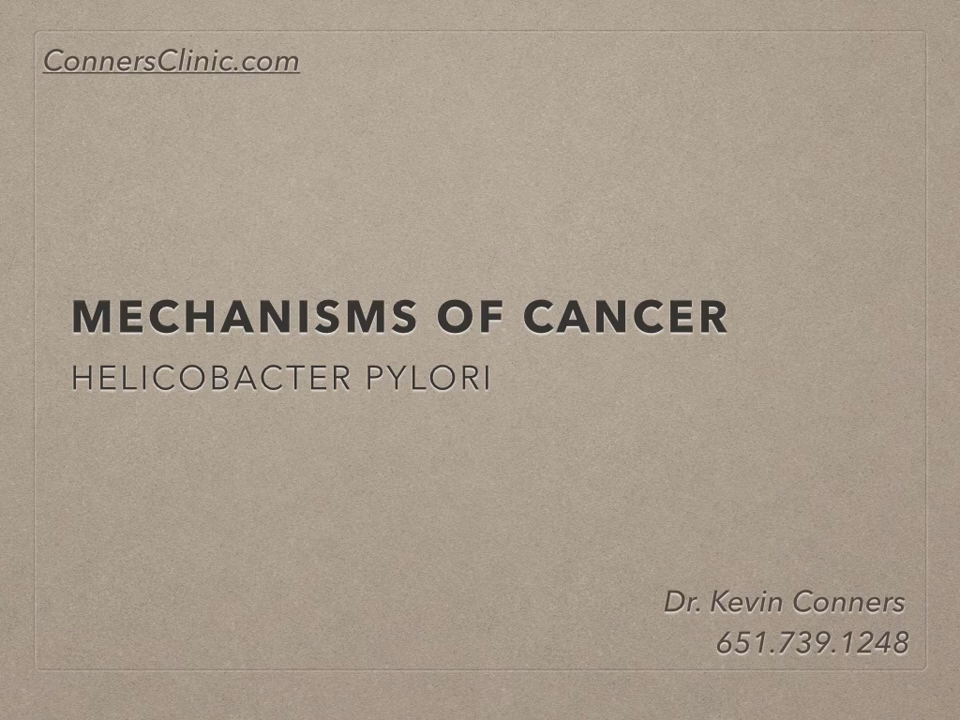 ConnersClinic.com
MECHANISMS OF CANCER
HELICOBACTER PYLORI
Dr. Kevin Conners
651.739.1248